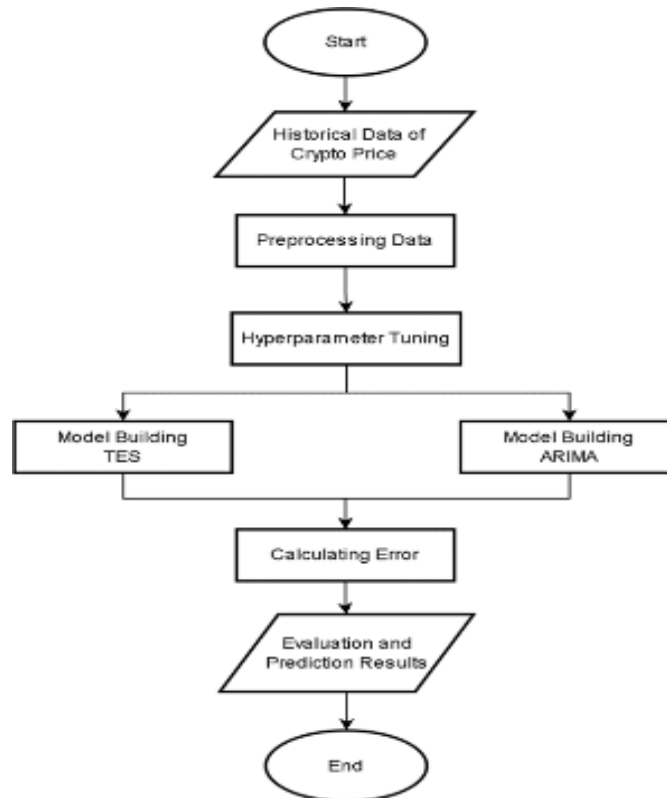 Start
Historical Data of
Crypto Price
Preprocessing Data
Hyperparameter Tuning
Model Building
TES
Model Building
ARIMA
Calculating Error
Evaluation and
Prediction Results
End